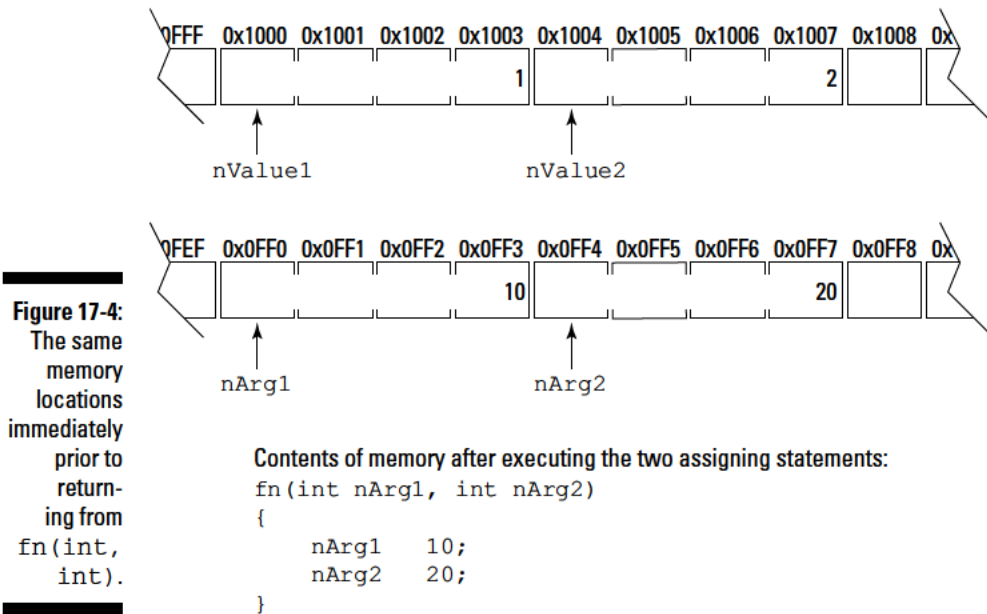 0FFF 0x1000 0x1001 0x1002 0x1003 0x1004 0x1005 0x1006 0x1007 0x1008 0x
1 2
nValue1 nValue2
0FEF 0x0FF0 0x0FF1 0x0FF2 0x0FF3 0x0FF4 0x0FF5 0x0FF6 0x0FF7 0x0FF8 0x
10 20
nArg1 nArg2
Figure 17-4:
The same
memory
locations
immediately
prior to
return-
ing from
fn(int,
int).
Contents of memory after executing the two assigning statements:
fn(int nArg1, int nArg2)
{
nArg1 10;
nArg2 20;
}